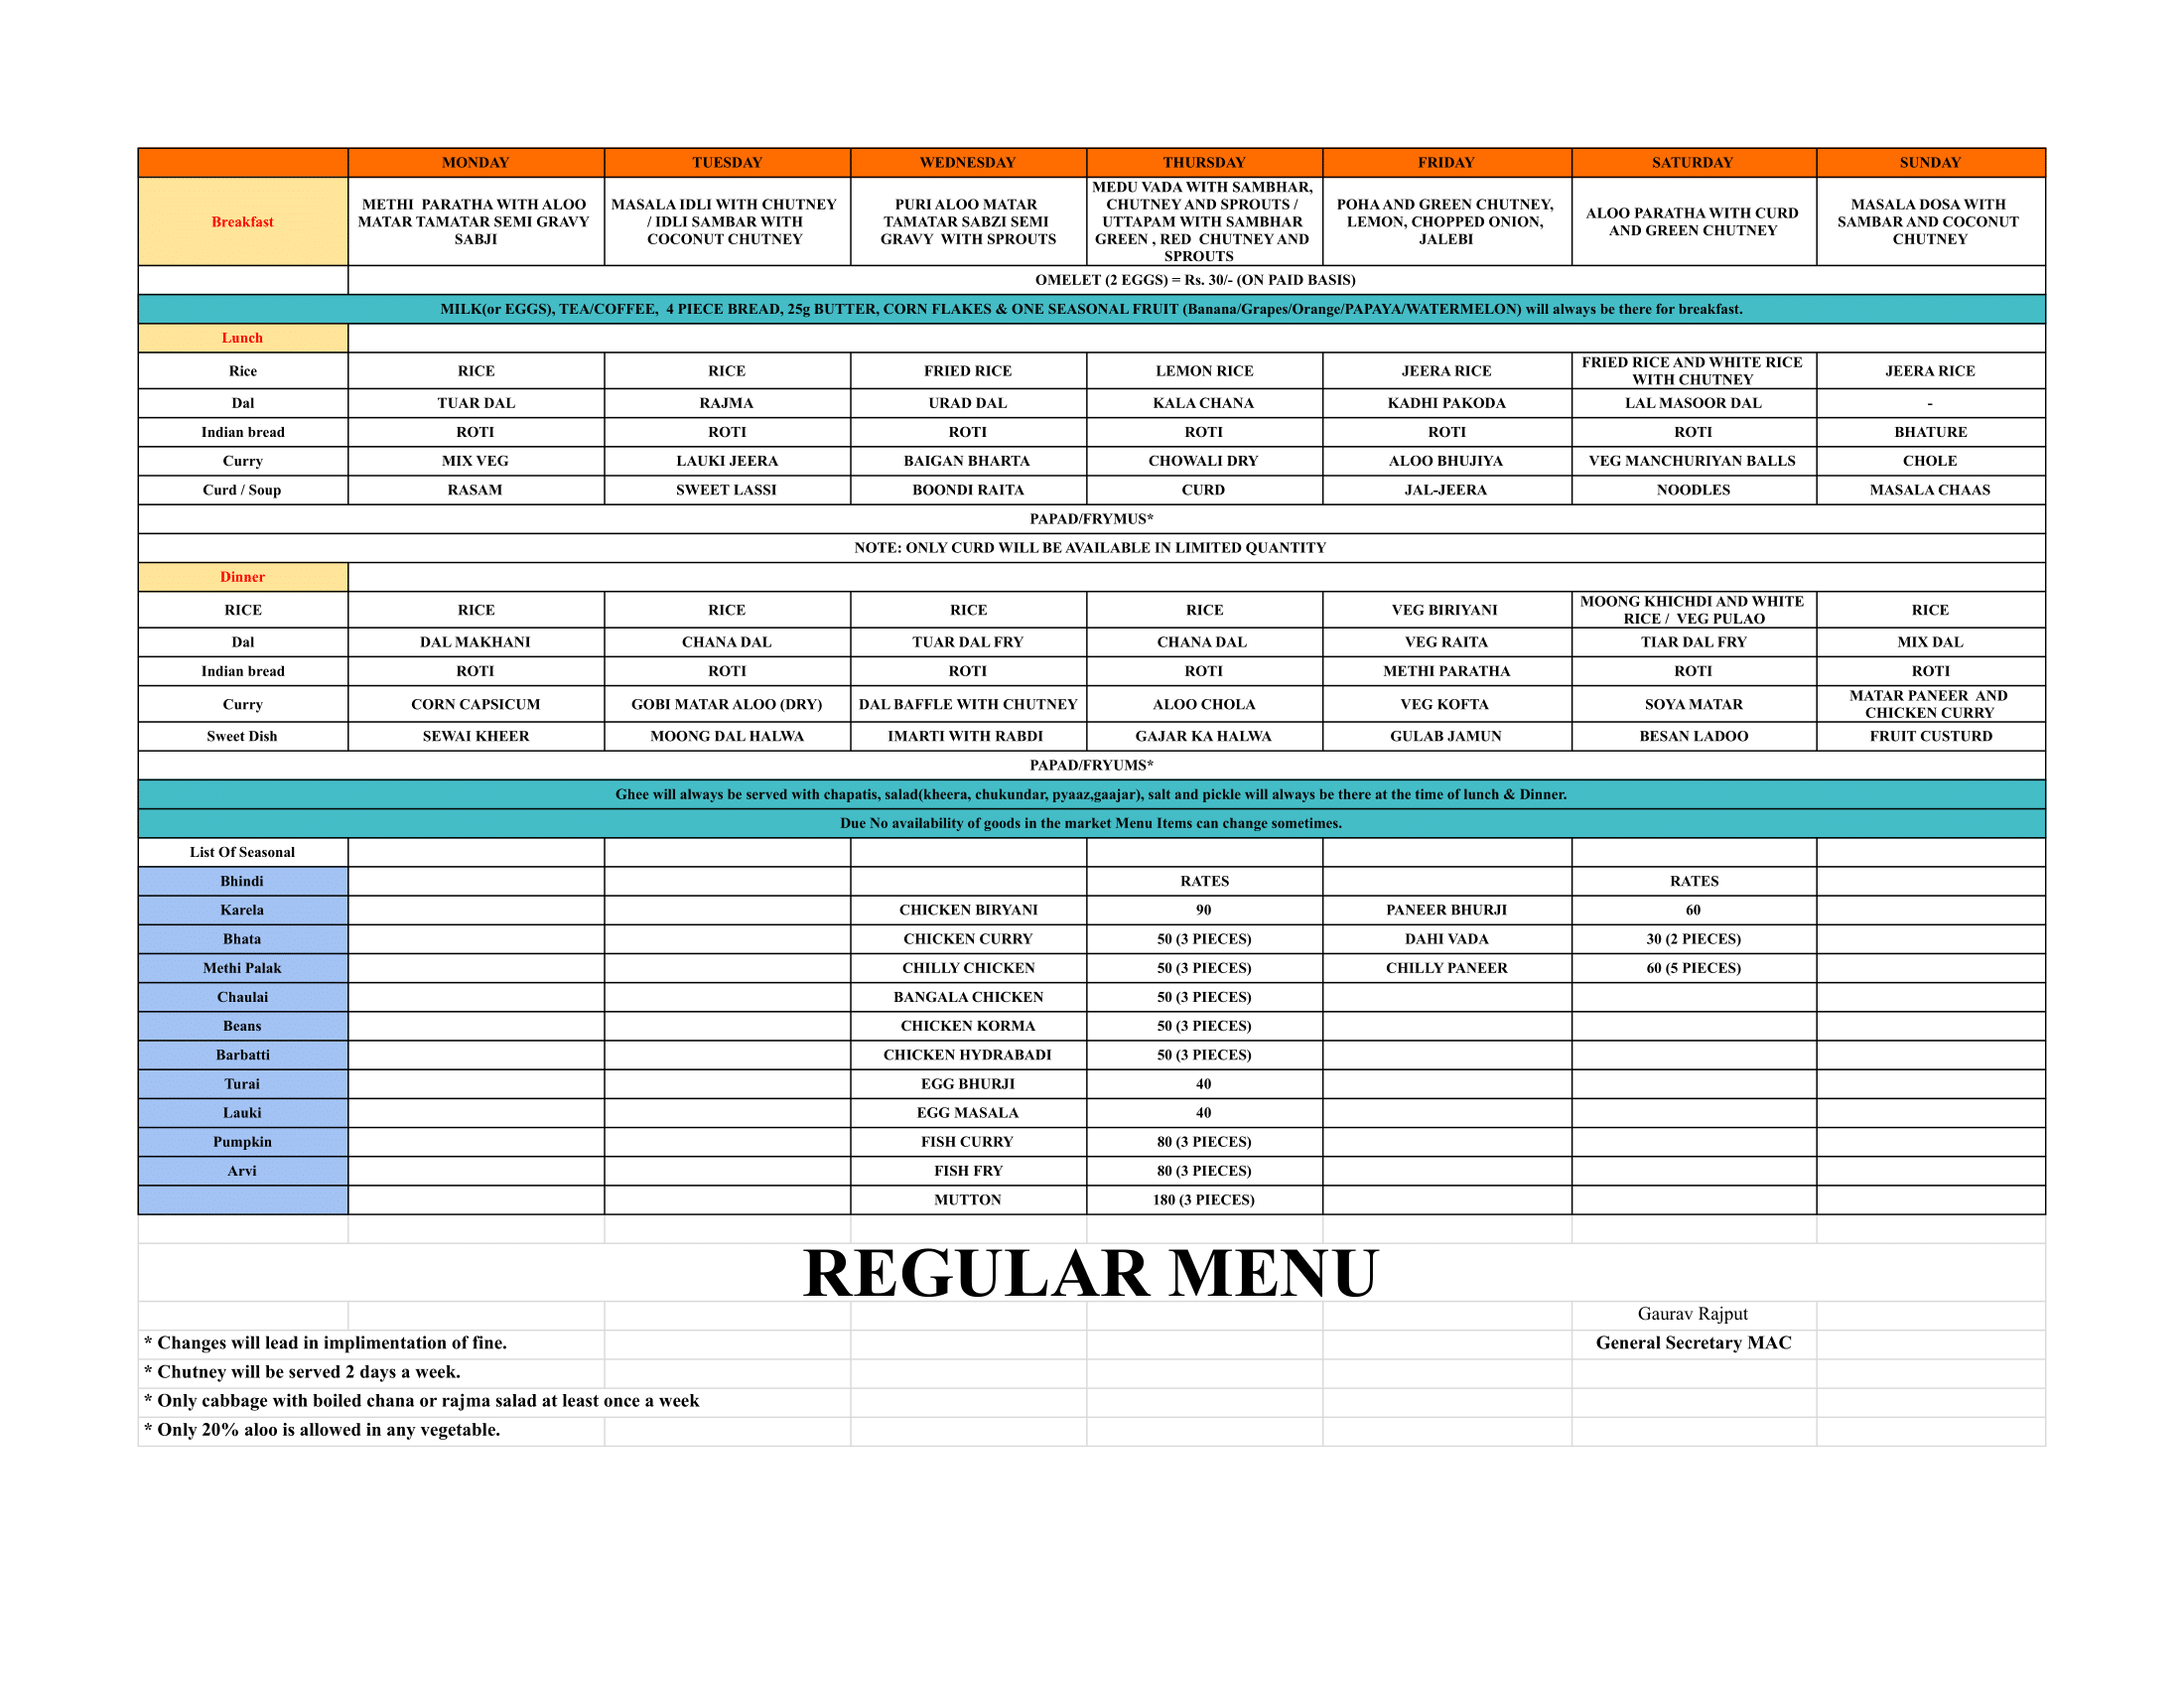 MONDAY TUESDAY WEDNESDAY THURSDAY FRIDAY SATURDAY SUNDAY
Breakfast
METHI PARATHA WITH ALOO
MATAR TAMATAR SEMI GRAVY
SABJI
MASALA IDLI WITH CHUTNEY
/ IDLI SAMBAR WITH
COCONUT CHUTNEY
PURI ALOO MATAR
TAMATAR SABZI SEMI
GRAVY WITH SPROUTS
MEDU VADA WITH SAMBHAR,
CHUTNEY AND SPROUTS /
UTTAPAM WITH SAMBHAR
GREEN , RED CHUTNEY AND
SPROUTS
POHA AND GREEN CHUTNEY,
LEMON, CHOPPED ONION,
JALEBI
ALOO PARATHA WITH CURD
AND GREEN CHUTNEY
MASALA DOSA WITH
SAMBAR AND COCONUT
CHUTNEY
OMELET (2 EGGS) = Rs. 30/- (ON PAID BASIS)
MILK(or EGGS), TEA/COFFEE, 4 PIECE BREAD, 25g BUTTER, CORN FLAKES & ONE SEASONAL FRUIT (Banana/Grapes/Orange/PAPAYA/WATERMELON) will always be there for breakfast.
Lunch
Rice RICE RICE FRIED RICE LEMON RICE JEERA RICE FRIED RICE AND WHITE RICE
WITH CHUTNEY JEERA RICE
Dal TUAR DAL RAJMA URAD DAL KALA CHANA KADHI PAKODA LAL MASOOR DAL -
Indian bread ROTI ROTI ROTI ROTI ROTI ROTI BHATURE
Curry MIX VEG LAUKI JEERA BAIGAN BHARTA CHOWALI DRY ALOO BHUJIYA VEG MANCHURIYAN BALLS CHOLE
Curd / Soup RASAM SWEET LASSI BOONDI RAITA CURD JAL-JEERA NOODLES MASALA CHAAS
PAPAD/FRYMUS*
NOTE: ONLY CURD WILL BE AVAILABLE IN LIMITED QUANTITY
Dinner
RICE RICE RICE RICE RICE VEG BIRIYANI MOONG KHICHDI AND WHITE
RICE / VEG PULAO RICE
Dal DAL MAKHANI CHANA DAL TUAR DAL FRY CHANA DAL VEG RAITA TIAR DAL FRY MIX DAL
Indian bread ROTI ROTI ROTI ROTI METHI PARATHA ROTI ROTI
Curry CORN CAPSICUM GOBI MATAR ALOO (DRY) DAL BAFFLE WITH CHUTNEY ALOO CHOLA VEG KOFTA SOYA MATAR MATAR PANEER AND
CHICKEN CURRY
Sweet Dish SEWAI KHEER MOONG DAL HALWA IMARTI WITH RABDI GAJAR KA HALWA GULAB JAMUN BESAN LADOO FRUIT CUSTURD
PAPAD/FRYUMS*
Ghee will always be served with chapatis, salad(kheera, chukundar, pyaaz,gaajar), salt and pickle will always be there at the time of lunch & Dinner.
Due No availability of goods in the market Menu Items can change sometimes.
List Of Seasonal
Bhindi RATES RATES
Karela CHICKEN BIRYANI 90 PANEER BHURJI 60
Bhata CHICKEN CURRY 50 (3 PIECES) DAHI VADA 30 (2 PIECES)
Methi Palak CHILLY CHICKEN 50 (3 PIECES) CHILLY PANEER 60 (5 PIECES)
Chaulai BANGALA CHICKEN 50 (3 PIECES)
Beans CHICKEN KORMA 50 (3 PIECES)
Barbatti CHICKEN HYDRABADI 50 (3 PIECES)
Turai EGG BHURJI 40
Lauki EGG MASALA 40
Pumpkin FISH CURRY 80 (3 PIECES)
Arvi FISH FRY 80 (3 PIECES)
MUTTON 180 (3 PIECES)
REGULAR MENU
Gaurav Rajput
* Changes will lead in implimentation of fine. General Secretary MAC
* Chutney will be served 2 days a week.
* Only cabbage with boiled chana or rajma salad at least once a week
* Only 20% aloo is allowed in any vegetable.